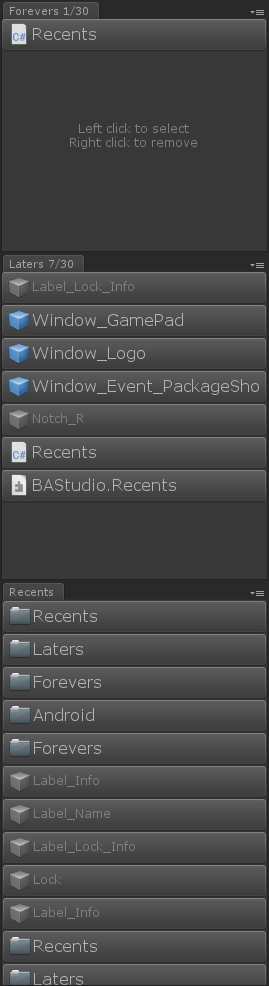 Forevers 1/30
C# Recents
Left click to select
Right click to remove
Laters 7/30
Label_Lock_Info
Window_GamePad
Window_Logo
Window_Event_PackageSho
Notch_R
C# Recents
BAStudio.Recents
Recents
Recents
Laters
Forevers
Android
Forevers
Label_Info
Label_Name
Label_Lock_Info
Lock
Label_Info
Recents
Laters